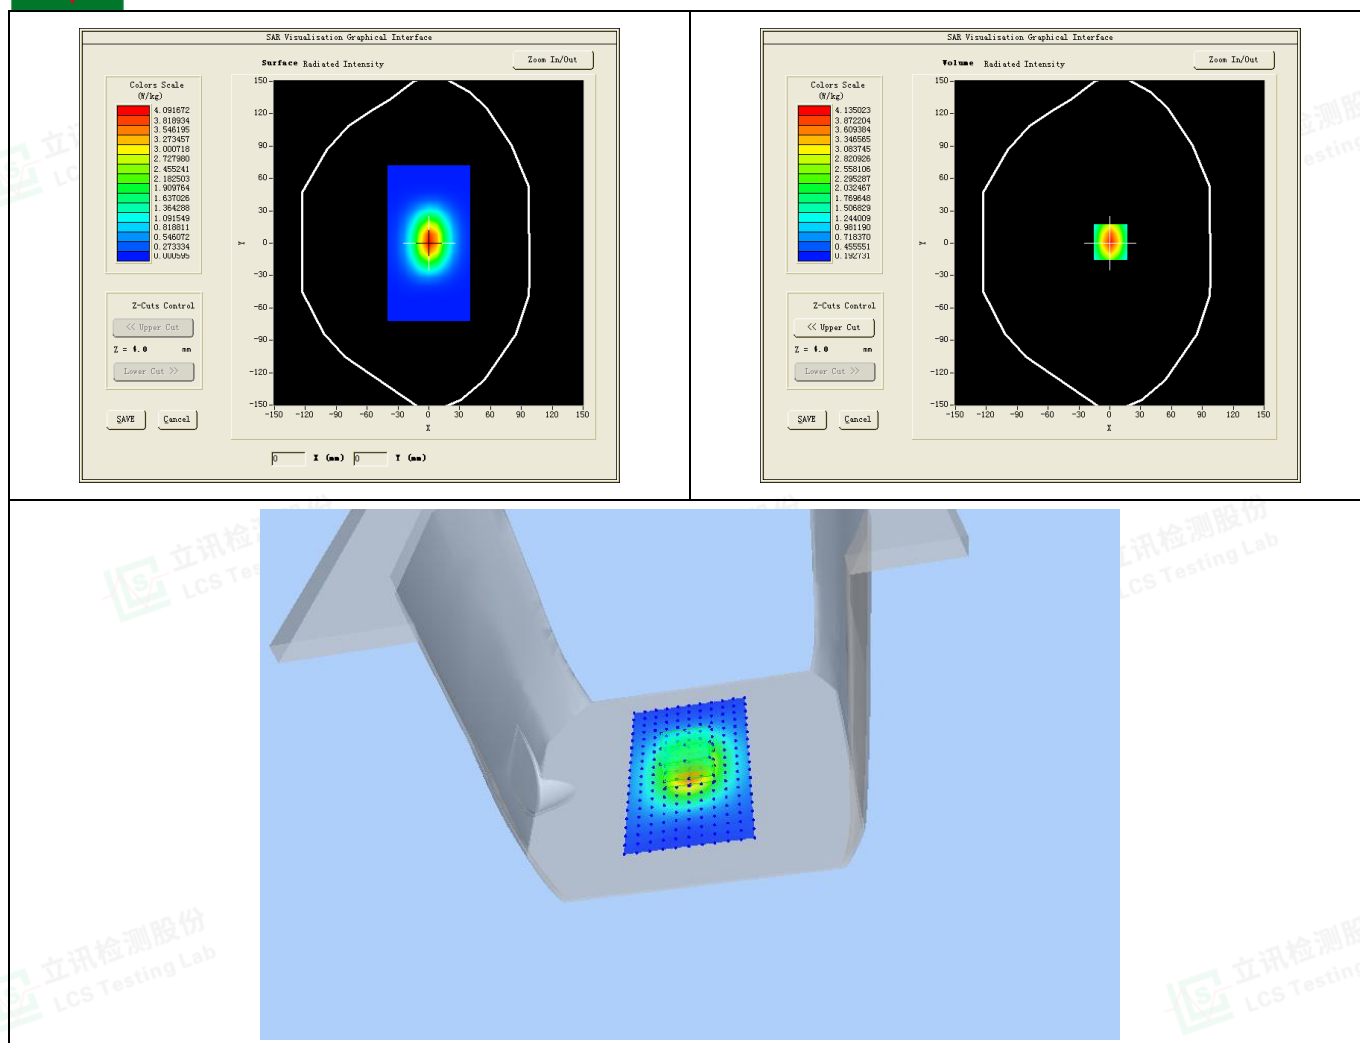 SAR Visualisation Graphical Interface
Surface Radiated Intensity
Zoom In/Out
Colors Scale
(W/kg)
4.091672
3.818934
3.546195
3.273457
3.000718
2.727980
2.455241
2.182503
1.909764
1.637026
1.364288
1.091549
0.818811
0.546072
0.273334
0.000595
150
120
90
60
30
0
-30
-60
-90
-120
-150
Y
-150 -120 -90 -60 -30 0 30 60 90 120 150
X
Z-Cuts Control
<< Upper Cut
Z = 4.0 mm
Lower Cut >>
SAVE Cancel
0 X (mm) 0 Y (mm)
SAR Visualisation Graphical Interface
Volume Radiated Intensity
Zoom In/Out
Colors Scale
(W/kg)
4.135023
3.872204
3.609384
3.346565
3.083745
2.820926
2.558106
2.295287
2.032467
1.769648
1.506829
1.244009
0.981190
0.718370
0.455551
0.192731
150
120
90
60
30
0
-30
-60
-90
-120
-150
Y
-150 -120 -90 -60 -30 0 30 60 90 120 150
X
Z-Cuts Control
<< Upper Cut
Z = 4.0 mm
Lower Cut >>
SAVE Cancel
立讯检测股份
LCS Testing Lab
立讯检测股份
LCS Testing Lab
立讯检测股份
LCS Testing Lab